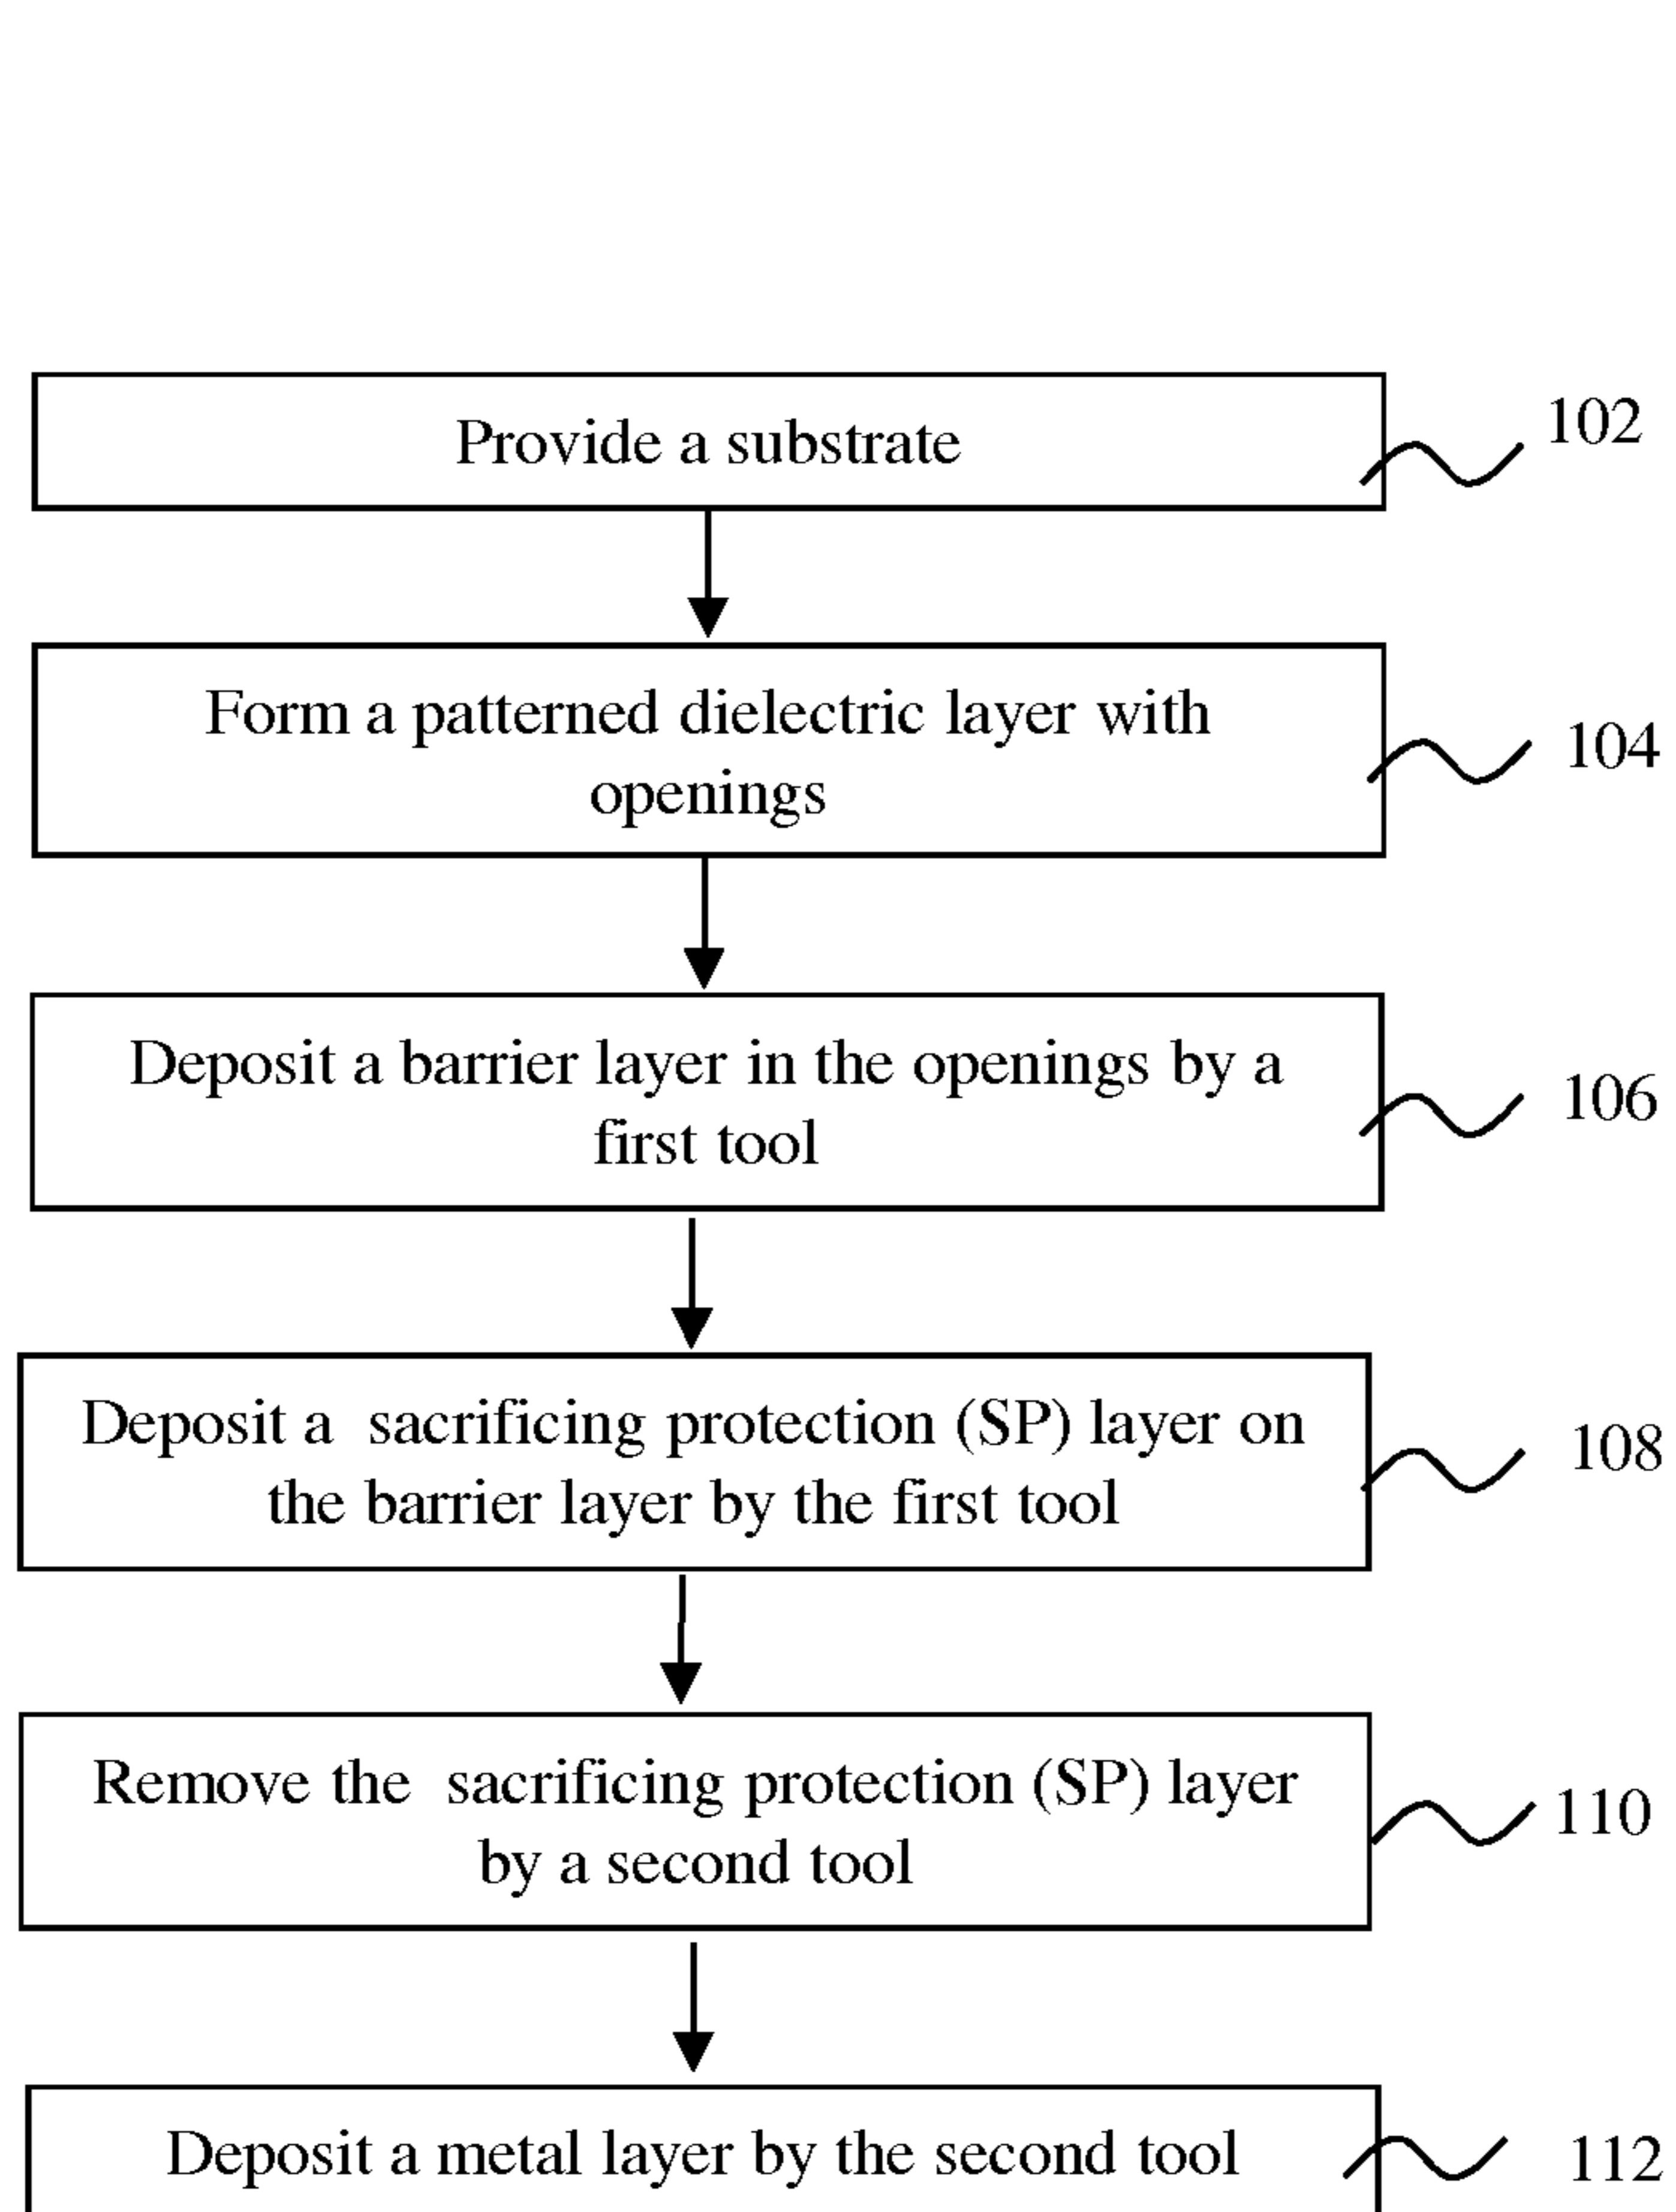 Provide a substrate
102
Form a patterned dielectric layer with
openings
104
Deposit a barrier layer in the openings by a
first tool
106
Deposit a sacrificing protection (SP) layer on
the barrier layer by the first tool
108
Remove the sacrificing protection (SP) layer
by a second tool
110
Deposit a metal layer by the second tool
112